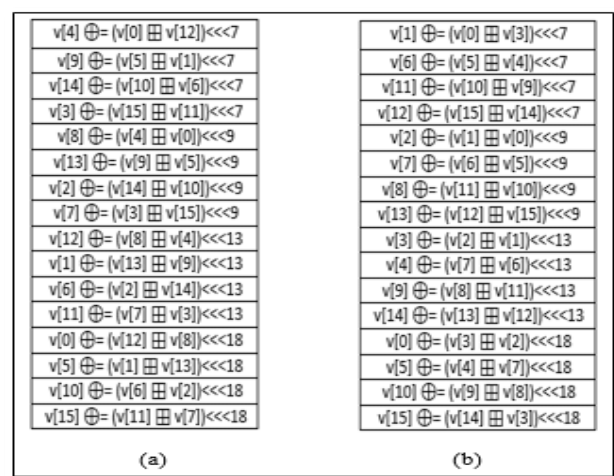 v[4] ⊕= (v[0] ⊞ v[12])<<<7
v[9] ⊕= (v[5] ⊞ v[1])<<<7
v[14] ⊕= (v[10] ⊞ v[6])<<<7
v[3] ⊕= (v[15] ⊞ v[11])<<<7
v[8] ⊕= (v[4] ⊞ v[0])<<<9
v[13] ⊕= (v[9] ⊞ v[5])<<<9
v[2] ⊕= (v[14] ⊞ v[10])<<<9
v[7] ⊕= (v[3] ⊞ v[15])<<<9
v[12] ⊕= (v[8] ⊞ v[4])<<<13
v[1] ⊕= (v[13] ⊞ v[9])<<<13
v[6] ⊕= (v[2] ⊞ v[14])<<<13
v[11] ⊕= (v[7] ⊞ v[3])<<<13
v[0] ⊕= (v[12] ⊞ v[8])<<<18
v[5] ⊕= (v[1] ⊞ v[13])<<<18
v[10] ⊕= (v[6] ⊞ v[2])<<<18
v[15] ⊕= (v[11] ⊞ v[7])<<<18
(a)
v[1] ⊕= (v[0] ⊞ v[3])<<<7
v[6] ⊕= (v[5] ⊞ v[4])<<<7
v[11] ⊕= (v[10] ⊞ v[9])<<<7
v[12] ⊕= (v[15] ⊞ v[14])<<<7
v[2] ⊕= (v[1] ⊞ v[0])<<<9
v[7] ⊕= (v[6] ⊞ v[5])<<<9
v[8] ⊕= (v[11] ⊞ v[10])<<<9
v[13] ⊕= (v[12] ⊞ v[15])<<<9
v[3] ⊕= (v[2] ⊞ v[1])<<<13
v[4] ⊕= (v[7] ⊞ v[6])<<<13
v[9] ⊕= (v[8] ⊞ v[11])<<<13
v[14] ⊕= (v[13] ⊞ v[12])<<<13
v[0] ⊕= (v[3] ⊞ v[2])<<<18
v[5] ⊕= (v[4] ⊞ v[7])<<<18
v[10] ⊕= (v[9] ⊞ v[8])<<<18
v[15] ⊕= (v[14] ⊞ v[3])<<<18
(b)